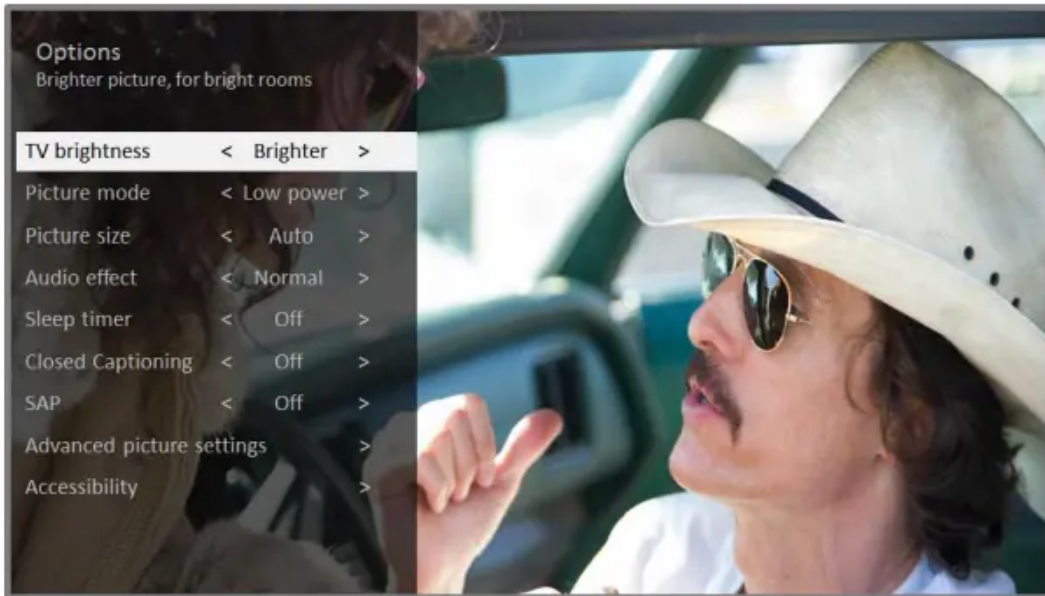 Options
Brighter picture, for bright rooms
TV brightness < Brighter >
Picture mode < Low power >
Picture size < Auto >
Audio effect < Normal >
Sleep timer < Off >
Closed Captioning < Off >
SAP < Off >
Advanced picture settings >
Accessibility >